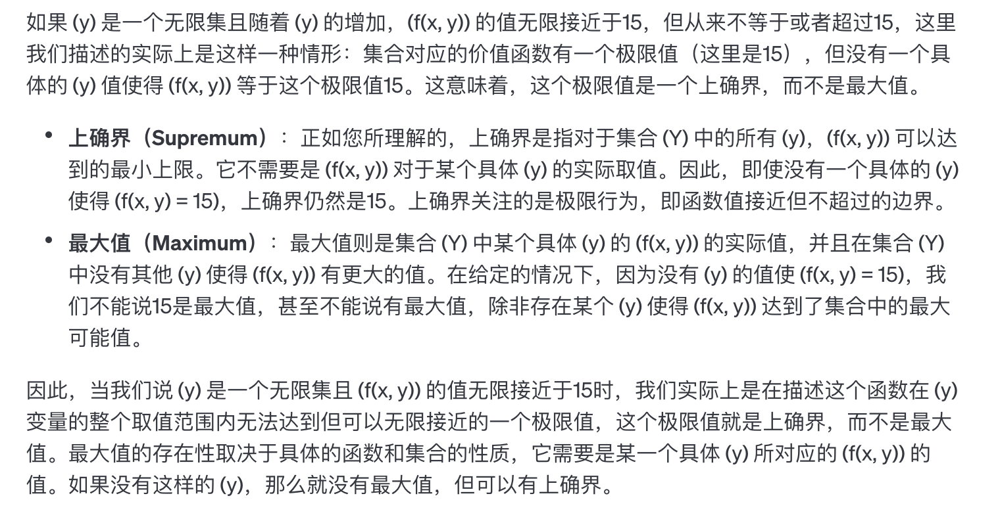 如果 (y) 是一个无限集且随着 (y) 的增加，(f(x, y)) 的值无限接近于15，但从来不等于或者超过15，这里
我们描述的实际上是这样一种情形：集合对应的价值函数有一个极限值（这里是15），但没有一个具
体的 (y) 值使得 (f(x, y)) 等于这个极限值15。这意味着，这个极限值是一个上确界，而不是最大值。
• 上确界（Supremum）：正如您所理解的，上确界是指对于集合 (Y) 中的所有 (y)，(f(x, y)) 可以达
到的最小上限。它不需要是 (f(x, y)) 对于某个具体 (y) 的实际取值。因此，即使没有一个具体的 (y)
使得 (f(x, y) = 15)，上确界仍然是15。上确界关注的是极限行为，即函数值接近但不超过的边界。
• 最大值（Maximum）：最大值则是集合 (Y) 中某个具体 (y) 的 (f(x, y)) 的实际值，并且在集合 (Y)
中没有其他 (y) 使得 (f(x, y)) 有更大的值。在给定的情况下，因为没有 (y) 的值使 (f(x, y) = 15)，我
们不能说15是最大值，甚至不能说有最大值，除非存在某个 (y) 使得 (f(x, y)) 达到了集合中的最大
可能值。
因此，当我们说 (y) 是一个无限集且 (f(x, y)) 的值无限接近于15时，我们实际上是在描述这个函数在 (y)
变量的整个取值范围内无法达到但可以无限接近的一个极限值，这个极限值就是上确界，而不是最大
值。最大值的存在性取决于具体的函数和集合的性质，它需要是某一个具体 (y) 所对应的 (f(x, y)) 的
值。如果没有这样的 (y)，那么就没有最大值，但可以有上确界。